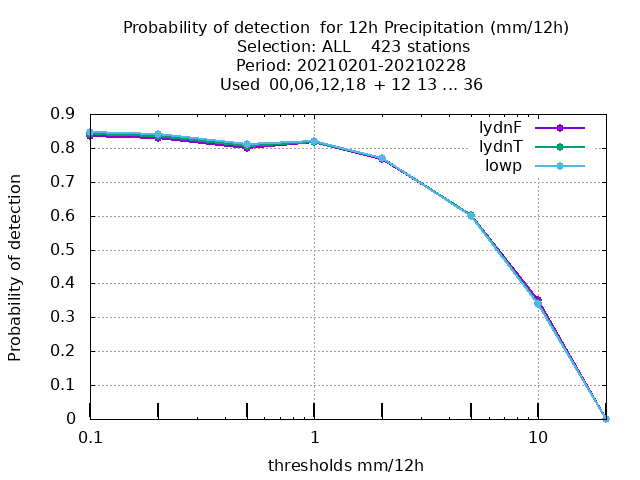 Probability of detection  for 12h Precipitation (mm/12h)
Selection: ALL    423 stations
Period: 20210201-20210228
Used  00,06,12,18  + 12 13 ... 36
0.9
0.8
0.7
0.6
0.5
0.4
0.3
0.2
0.1
0
Probability of detection
lydnF
lydnT
lowp
0.1 1 10
thresholds mm/12h